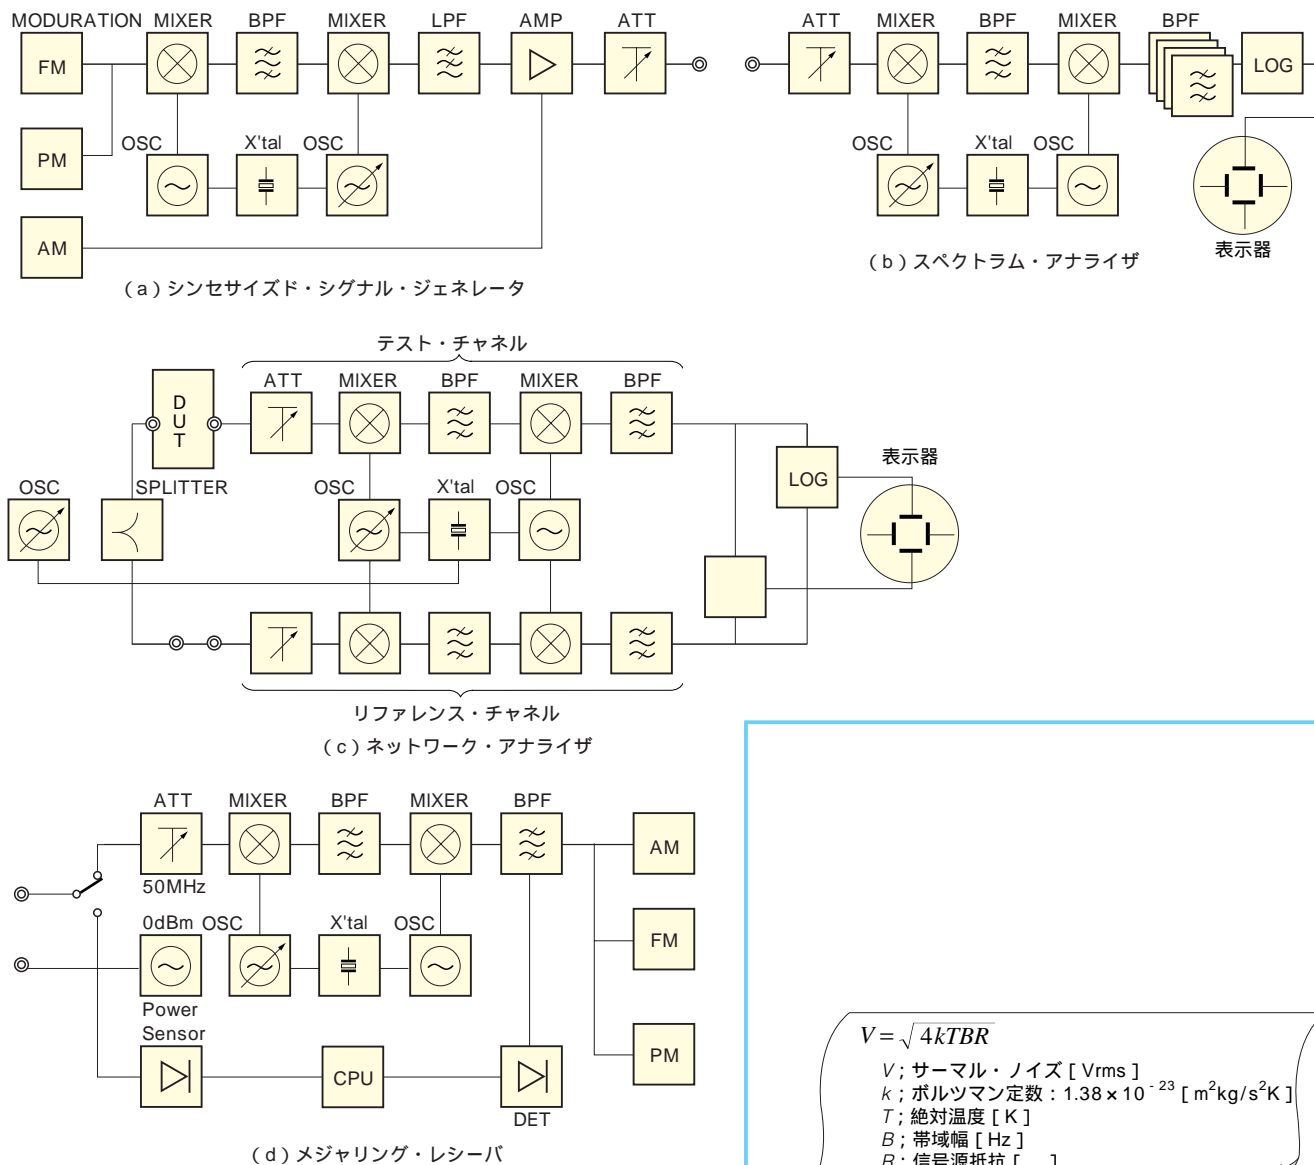 MODURATION MIXER BPF MIXER LPF AMP ATT
FM
PM
AM
OSC X'tal OSC
(a)シンセサイズド・シグナル・ジェネレータ
ATT MIXER BPF MIXER BPF
LOG
OSC X'tal OSC
表示器
(b)スペクトラム・アナライザ
テスト・チャネル
ATT MIXER BPF MIXER BPF
DUT
OSC SPLITTER OSC X'tal OSC
LOG
表示器
リファレンス・チャネル
(c)ネットワーク・アナライザ
ATT MIXER BPF MIXER BPF
50MHz
AM
0dBm OSC X'tal OSC
FM
Power
Sensor
CPU
DET
PM
(d)メジャリング・レシーバ
V=√4kTBR
V;サーマル・ノイズ[Vrms]
k;ボルツマン定数:1.38×10⁻²³[m²kg/s²K]
T;絶対温度[K]
B;帯域幅[Hz]
R;信号源抵抗[ ]